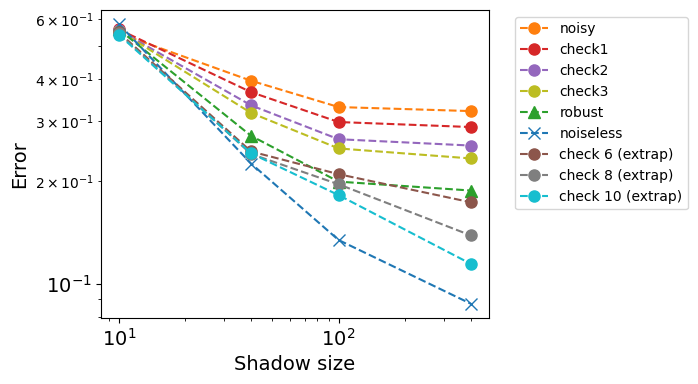 6 × 10⁻¹
4 × 10⁻¹
3 × 10⁻¹
2 × 10⁻¹
10⁻¹
Error
10¹
10²
Shadow size
noisy
check1
check2
check3
robust
noiseless
check 6 (extrap)
check 8 (extrap)
check 10 (extrap)